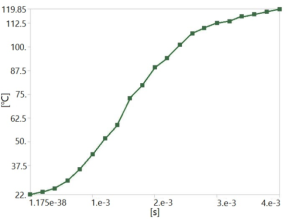 119.85
112.5
100.
87.5
75.
62.5
50.
37.5
22.
[°C]
1.175e-38
1.e-3
2.e-3
3.e-3
4.e-3
[s]